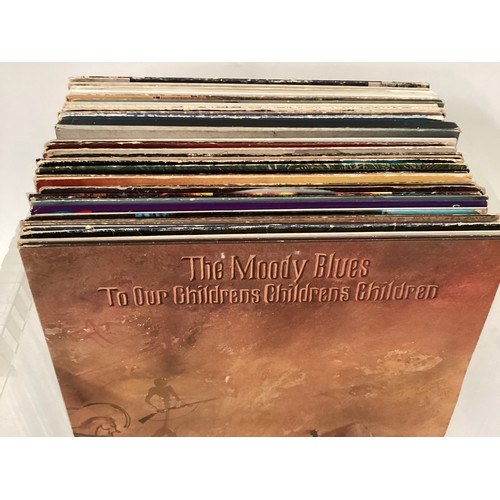 The Moody Blues
To Our Childrens Childrens Children